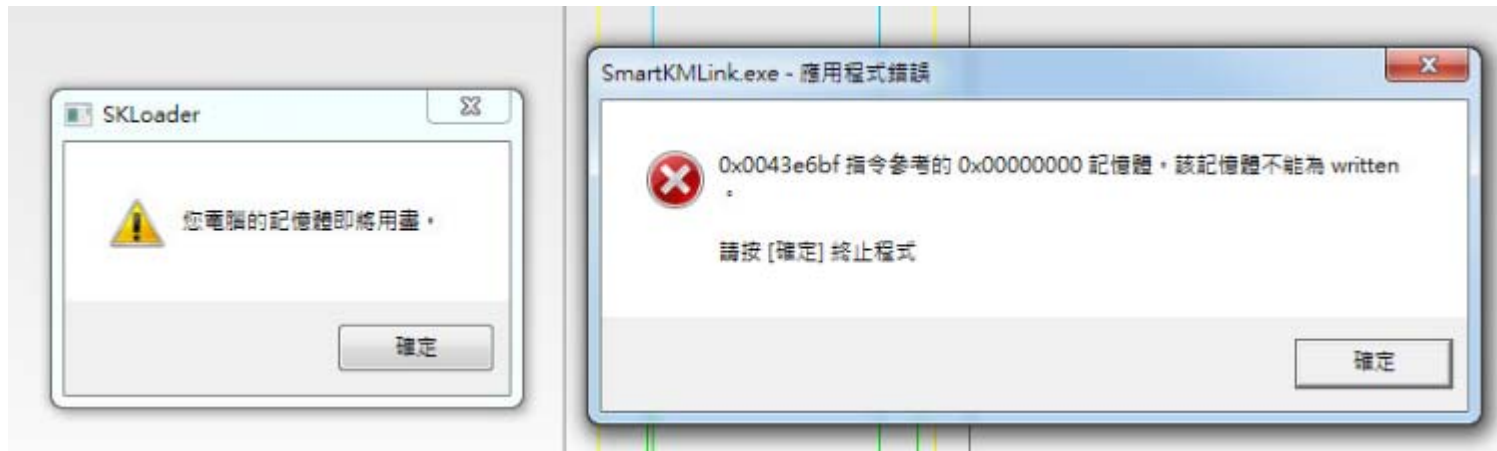 SKLoader
您電腦的記憶體即將用盡。
確定
SmartKMLink.exe - 應用程式錯誤
0x0043e6bf 指令參考的 0x00000000 記憶體。該記憶體不能為 written
。
請按 [確定] 終止程式
確定